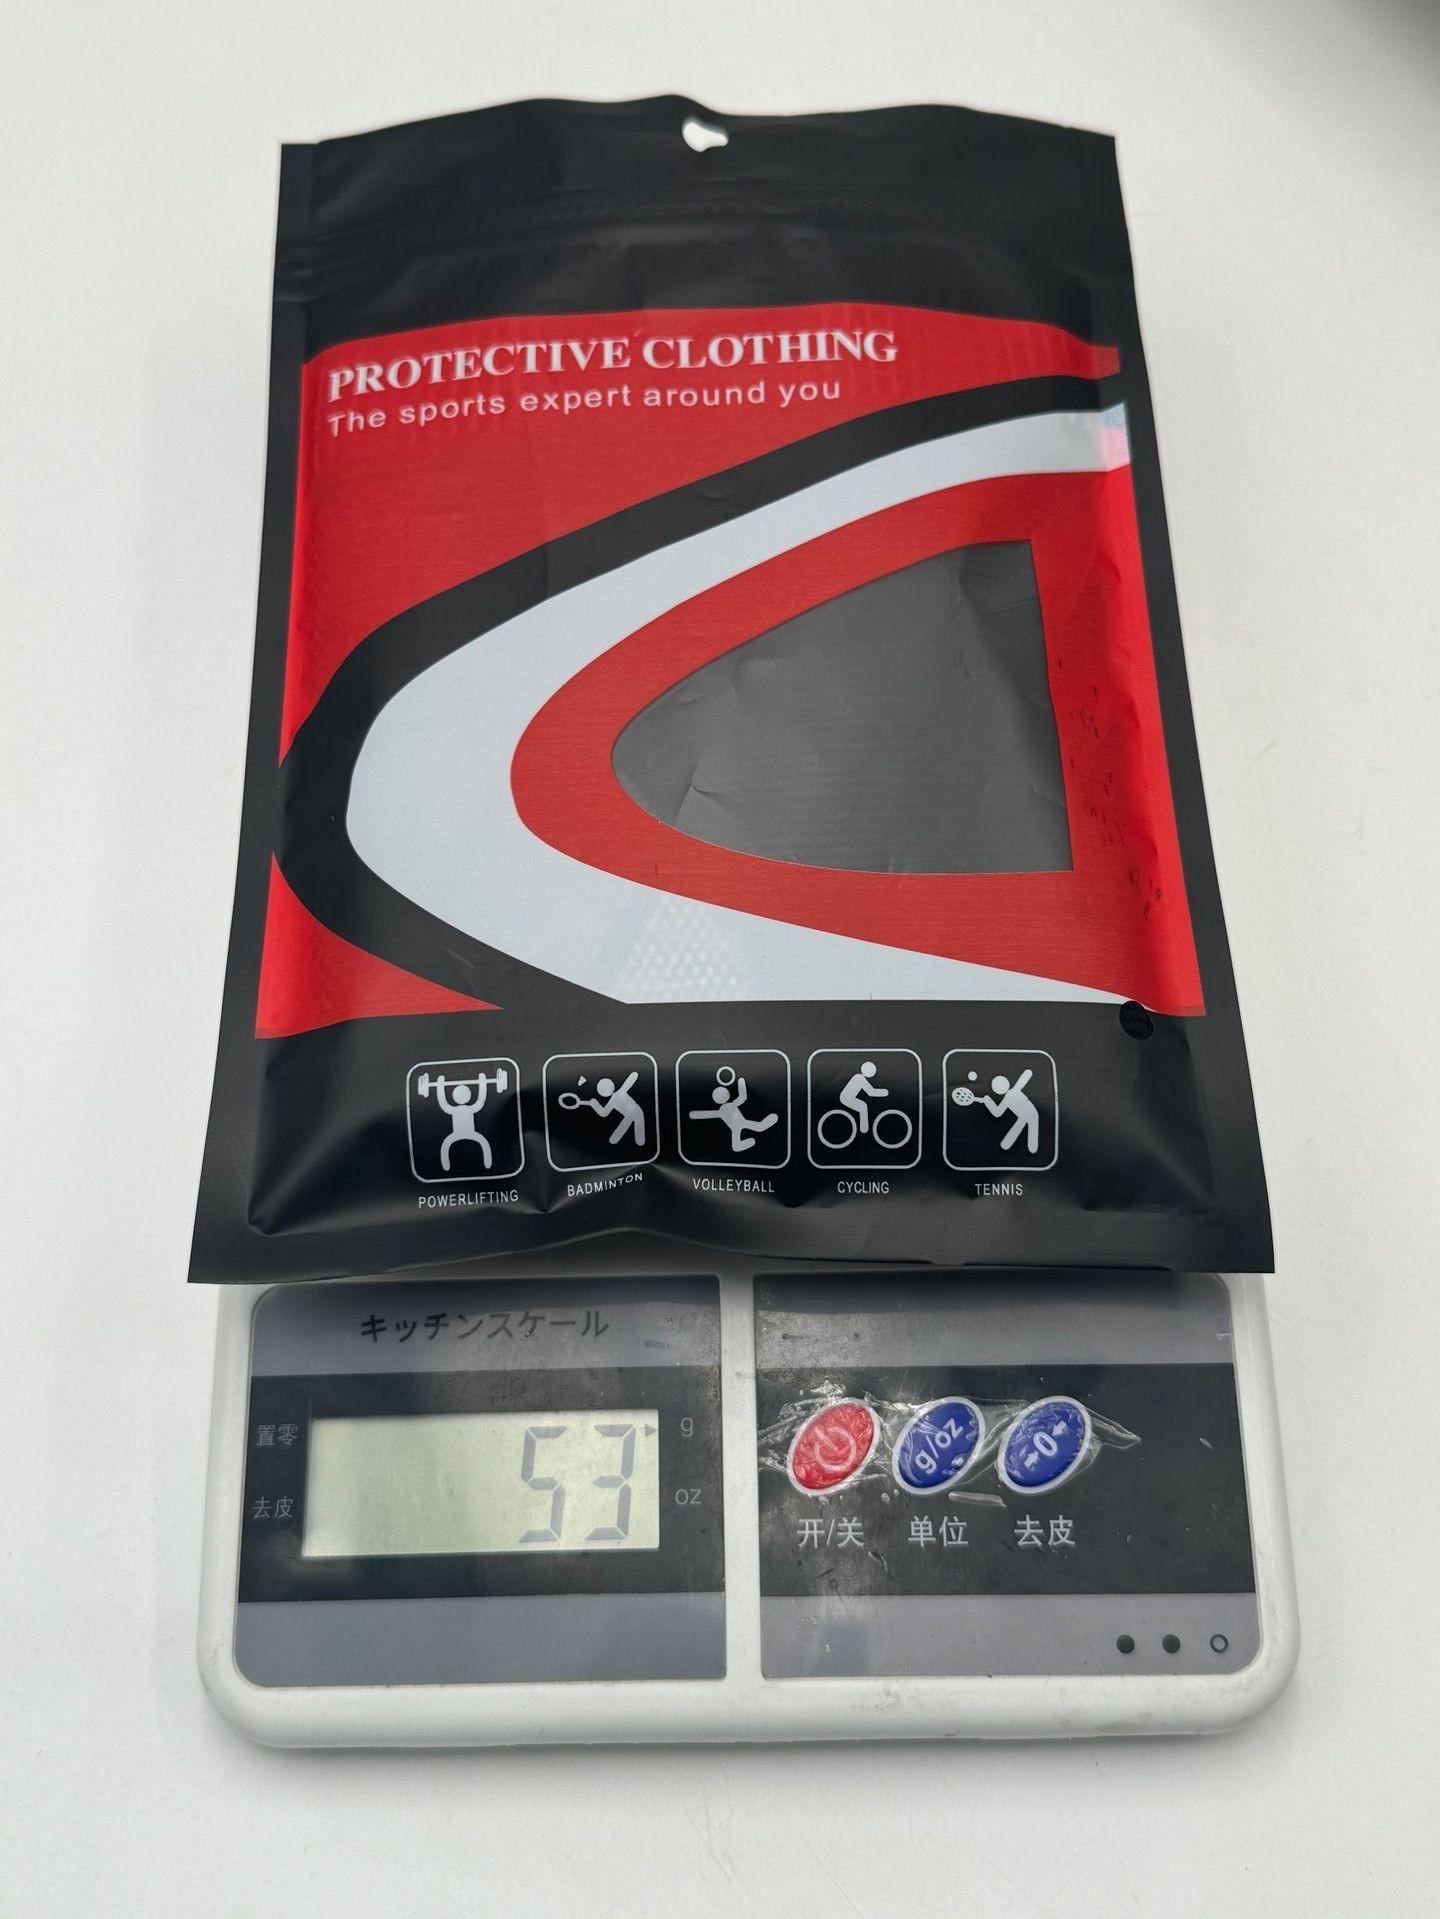 PROTECTIVE CLOTHING
The sports expert around you
POWERLIFTING
BADMINTON
VOLLEYBALL
CYCLING
TENNIS
キッチンスケール
置零
去皮
53
g
oz
g/oz
→0←
开/关
单位
去皮